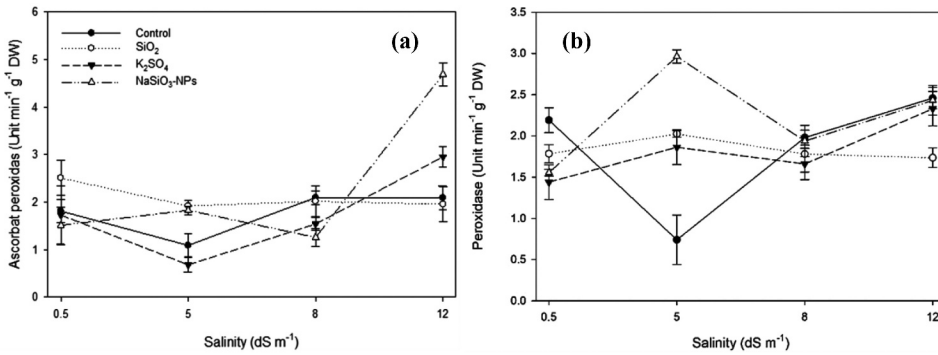 (a)
Control
SiO₂
K₂SO₄
NaSiO₃-NPs
Ascorbat peroxidas (Unit min⁻¹ g⁻¹ DW)
6
5
4
3
2
1
0
0.5 5 8 12
Salinity (dS m⁻¹)
(b)
Peroxidase (Unit min⁻¹ g⁻¹ DW)
3.5
3.0
2.5
2.0
1.5
1.0
0.5
0.0
0.5 5 8 12
Salinity (dS m⁻¹)